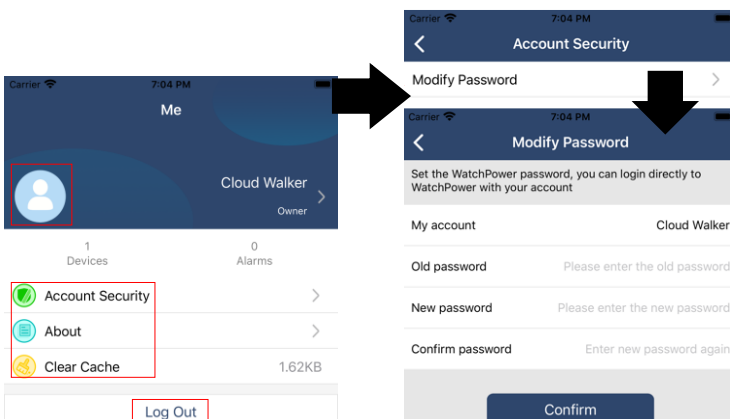 Carrier 7:04 PM
Me
Cloud Walker
Owner
1 0
Devices Alarms
Account Security
About
Clear Cache 1.62KB
Log Out
Carrier 7:04 PM
Account Security
Modify Password
Carrier 7:04 PM
Modify Password
Set the WatchPower password, you can login directly to
WatchPower with your account
My account Cloud Walker
Old password Please enter the old password
New password Please enter the new password
Confirm password Enter new password again
Confirm